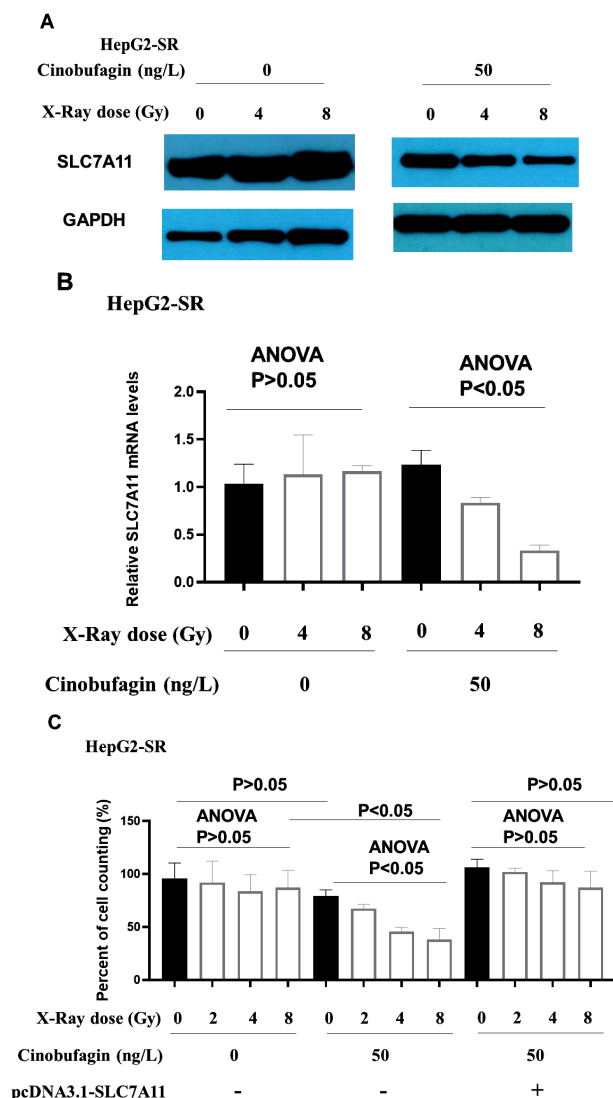 A
HepG2-SR
Cinobufagin (ng/L) 0 50
X-Ray dose (Gy) 0 4 8 0 4 8
SLC7A11
GAPDH
B
HepG2-SR
ANOVA ANOVA
P>0.05 P<0.05
Relative SLC7A11 mRNA levels
2.0
1.5
1.0
0.5
0.0
X-Ray dose (Gy) 0 4 8 0 4 8
Cinobufagin (ng/L) 0 50
C
HepG2-SR
P>0.05 P>0.05
P<0.05
ANOVA ANOVA
P>0.05 P>0.05
ANOVA
P<0.05
Percent of cell counting (%)
150
100
50
0
X-Ray dose (Gy) 0 2 4 8 0 2 4 8 0 2 4 8
Cinobufagin (ng/L) 0 50 50
pcDNA3.1-SLC7A11 - - +